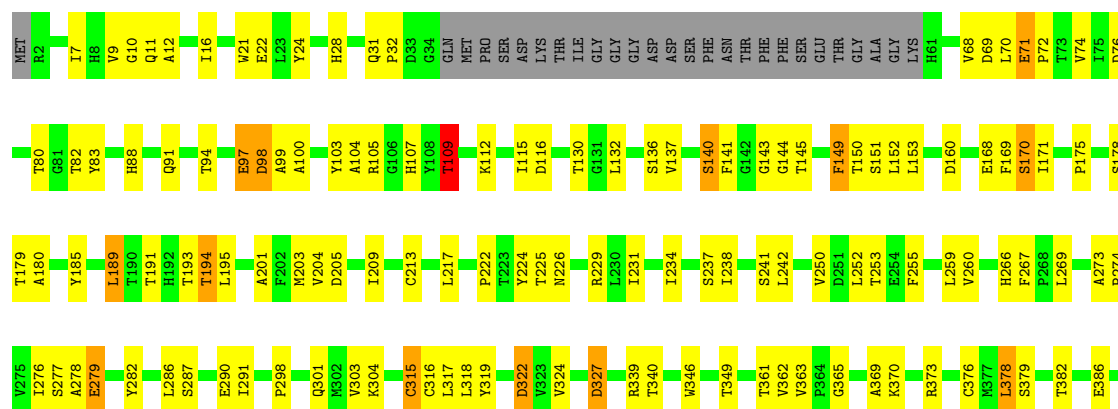 MET R2 I7 H8 V9 G10 Q11 A12 I16 W21 E22 L23 Y24 H28 Q31 P32 D33 G34 GLN MET PRO SER ASP LYS THR ILE GLY GLY GLY ASP ASP SER PHE ASN THR PHE PHE SER GLU THR GLY ALA GLY LYS H61 V68 D69 L70 E71 P72 T73 V74 I75 D76
T80 G81 T82 Y83 H88 Q91 T94 E97 D98 A99 A100 Y103 A104 R105 G106 H107 Y108 T109 K112 I115 D116 T130 G131 L132 S136 V137 S140 F141 G142 G143 G144 T145 F149 T150 S151 L152 L153 D160 E168 F169 S170 I171 P175 S178
T179 A180 Y185 L189 T190 T191 H192 T193 T194 L195 A201 F202 M203 V204 D205 I209 C213 L217 P222 T223 Y224 T225 N226 R229 L230 I231 I234 S237 I238 S241 L242 V250 D251 L252 T253 E254 F255 L259 V260 H266 F267 P268 L269 A273 P274
V275 I276 S277 A278 E279 Y282 L286 S287 E290 I291 P298 Q301 M302 V303 K304 C315 C316 L317 L318 Y319 D322 V323 V324 D327 R339 T340 W346 T349 T361 V362 V363 P364 G365 A369 K370 R373 C376 M377 L378 S379 T382 E386